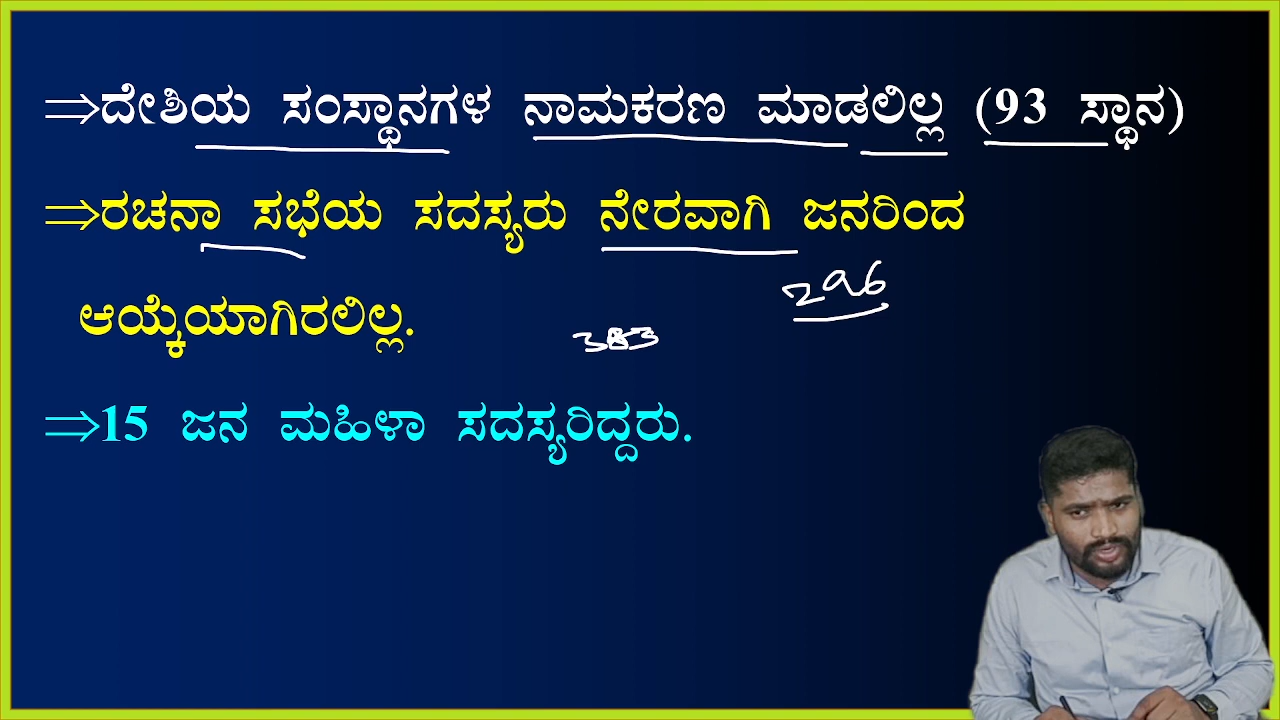 ⇒ದೇಶಿಯ ಸಂಸ್ಥಾನಗಳ ನಾಮಕರಣ ಮಾಡಲಿಲ್ಲ (93 ಸ್ಥಾನ)
⇒ರಚನಾ ಸಭೆಯ ಸದಸ್ಯರು ನೇರವಾಗಿ ಜನರಿಂದ
296
ಆಯ್ಕೆಯಾಗಿರಲಿಲ್ಲ.
383
⇒15 ಜನ ಮಹಿಳಾ ಸದಸ್ಯರಿದ್ದರು.